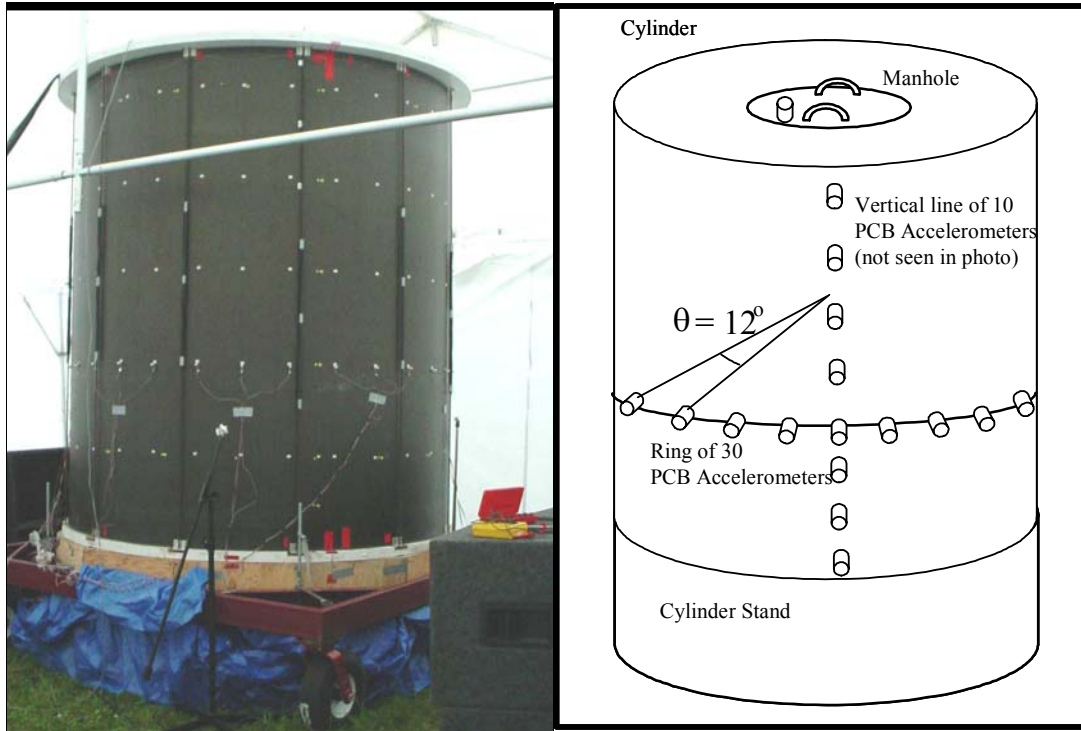 Cylinder
Manhole
Vertical line of 10
PCB Accelerometers
(not seen in photo)
θ = 12°
Ring of 30
PCB Accelerometers
Cylinder Stand